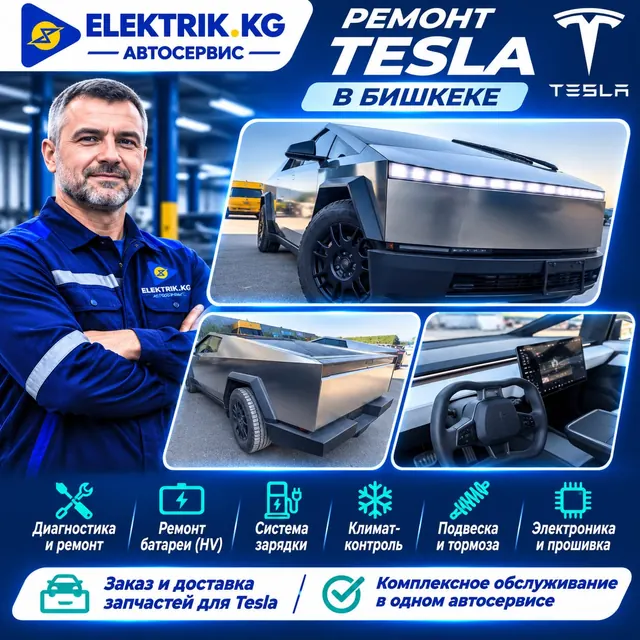 ELEKTRIK.KG
АВТОСЕРВИС
РЕМОНТ
TESLA
В БИШКЕКЕ
TESLA
ELEKTRIK.KG
АВТОСЕРВИС
Диагностика
и ремонт
Ремонт
батареи (HV)
Система
зарядки
Климат-
контроль
Подвеска
и тормоза
Электроника
и прошивка
Заказ и доставка
запчастей для Tesla
Комплексное обслуживание
в одном автосервисе